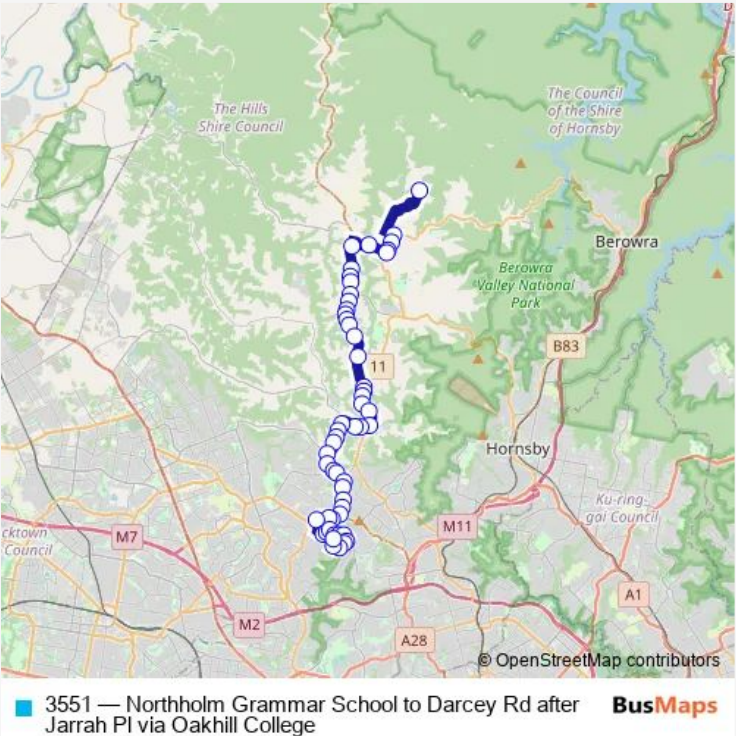 D
The Hills
Shire Council
The Council
of the Shire
of Hornsby
Berowra
Berowra
Valley National
Park
B83
11
Hornsby
Ku-ring-
gai Council
cktown
Council
M7
M11
A1
M2
A28
© OpenStreetMap contributors
3551 — Northholm Grammar School to Darcey Rd after
Jarrah Pl via Oakhill College
BusMaps